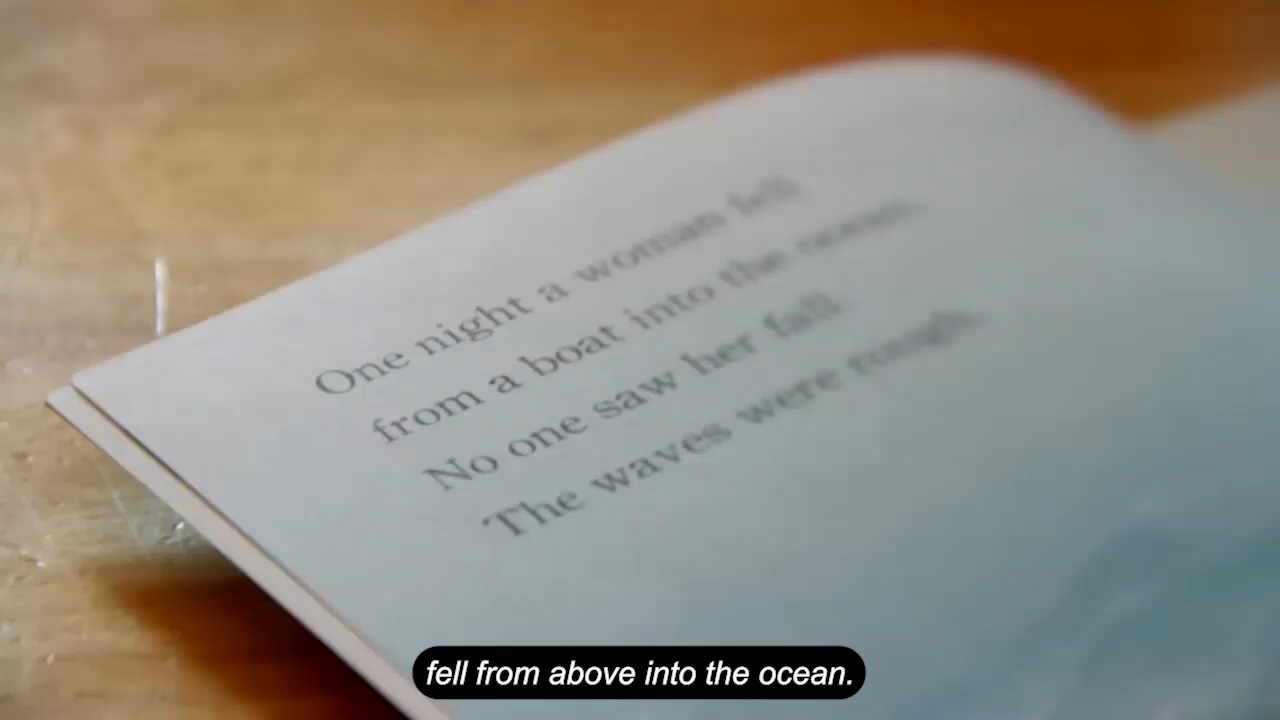 One night a woman fell
from a boat into the ocean.
No one saw her fall.
The waves were rough.
fell from above into the ocean.